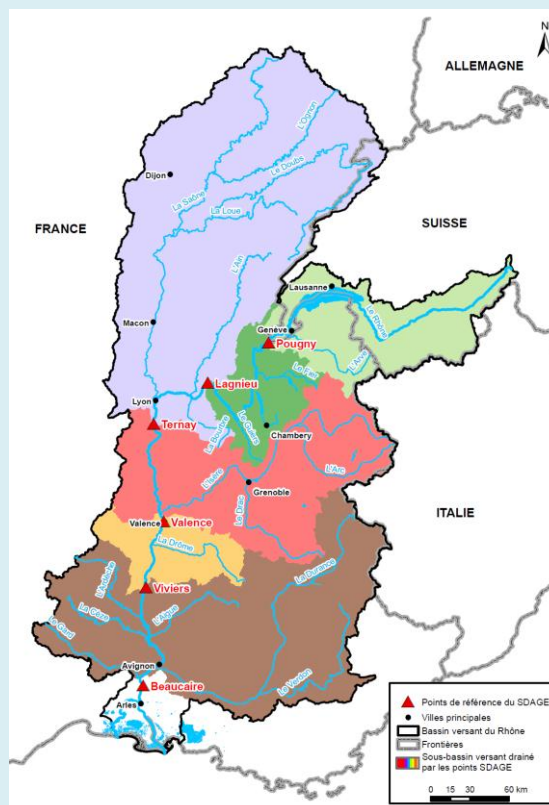 N
ALLEMAGNE
L'Ognon
Dijon
Le Doubs
La Saône
La Loue
FRANCE
SUISSE
L'Ain
Lausanne
Le Rhône
Macon
Genève
Pougny
L'Arve
Le Fier
Lagnieu
Lyon
Ternay
La Bourbre
Le Guiers
Chambery
L'Isère
L'Arc
Grenoble
Le Drac
ITALIE
Valence
Valence
La Drôme
Viviers
L'Ardèche
La Durance
La Cèze
L'Aigue
Le Gard
Avignon
Le Verdon
Beaucaire
Arles
Points de référence du SDAGE
Villes principales
Bassin versant du Rhône
Frontières
Sous-bassin versant drainé
par les points SDAGE
0 15 30 60 km